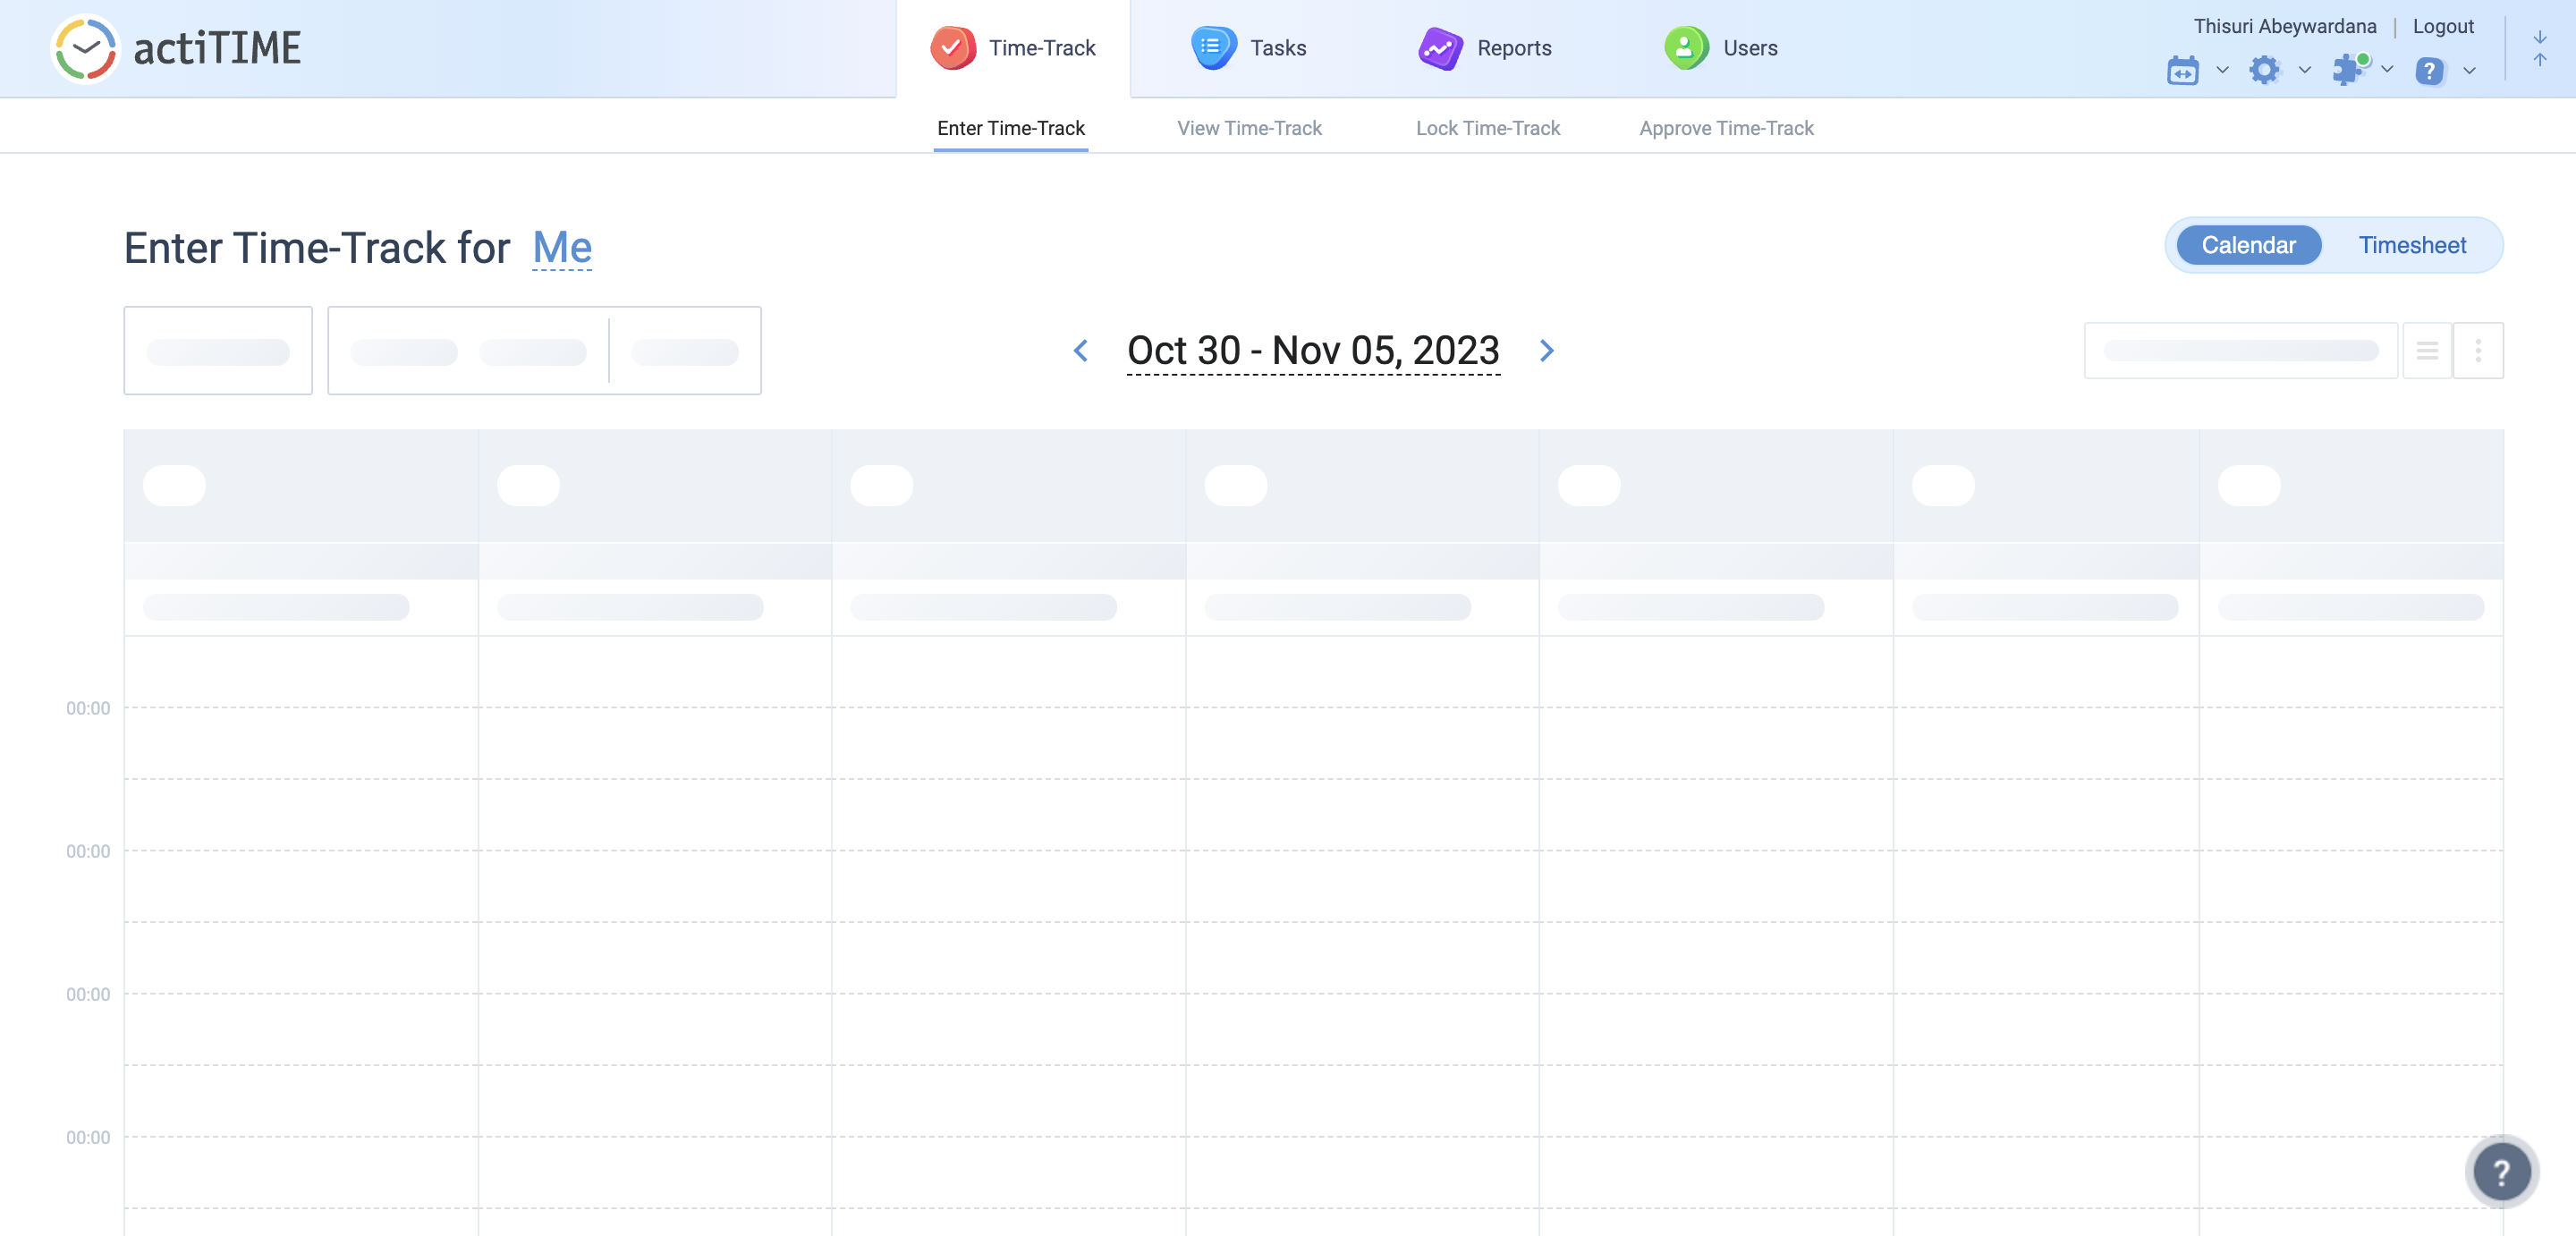 actiTIME
Time-Track
Tasks
Reports
Users
Thisuri Abeywardana
Logout
Enter Time-Track
View Time-Track
Lock Time-Track
Approve Time-Track
Enter Time-Track for Me
Calendar
Timesheet
Oct 30 - Nov 05, 2023
00:00
00:00
00:00
00:00